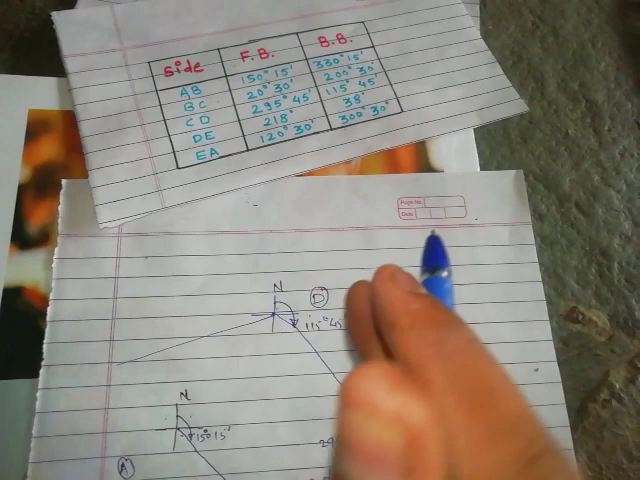 side F.B. B.B.
AB 150° 15' 330° 15'
BC 20° 30' 200° 30'
CD 295° 45' 115° 45'
DE 218° 38°
EA 120° 30' 300° 30'
Page No.
Date
N
D
115° 45'
N
150 15'
A